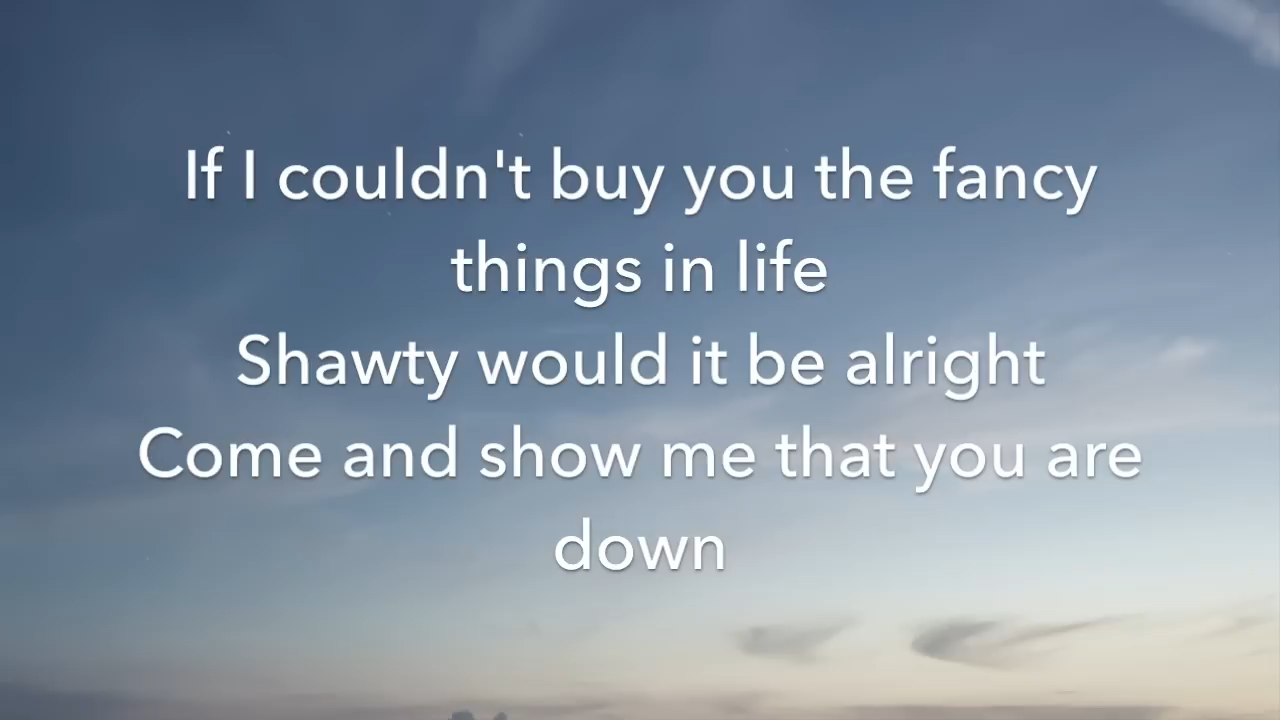 If I couldn't buy you the fancy
things in life
Shawty would it be alright
Come and show me that you are
down